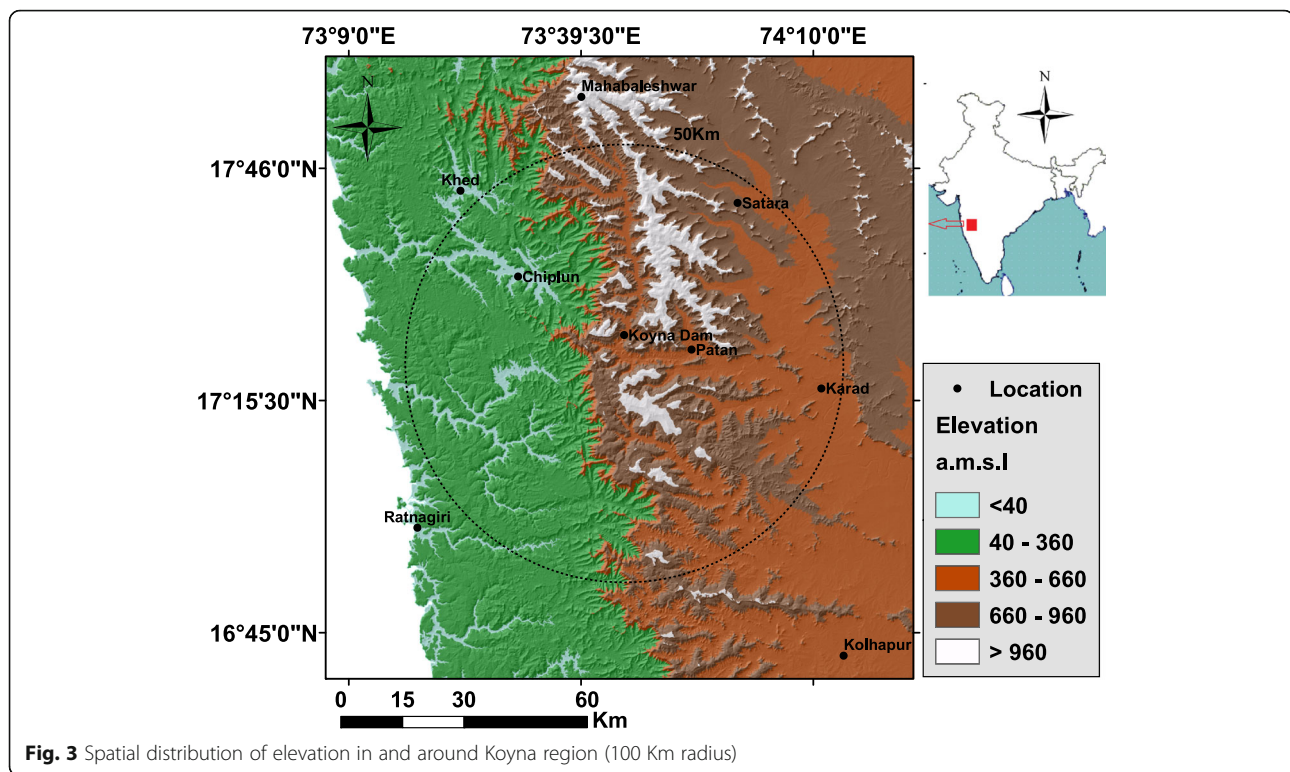 73°9'0"E 73°39'30"E 74°10'0"E
N
Mahabaleshwar
50Km
17°46'0"N
Khed
Satara
Chiplun
Koyna Dam
Patan
17°15'30"N
Karad
Ratnagiri
16°45'0"N
Kolhapur
0 15 30 60
Km
N
Location
Elevation
a.m.s.l
<40
40 - 360
360 - 660
660 - 960
> 960
Fig. 3 Spatial distribution of elevation in and around Koyna region (100 Km radius)